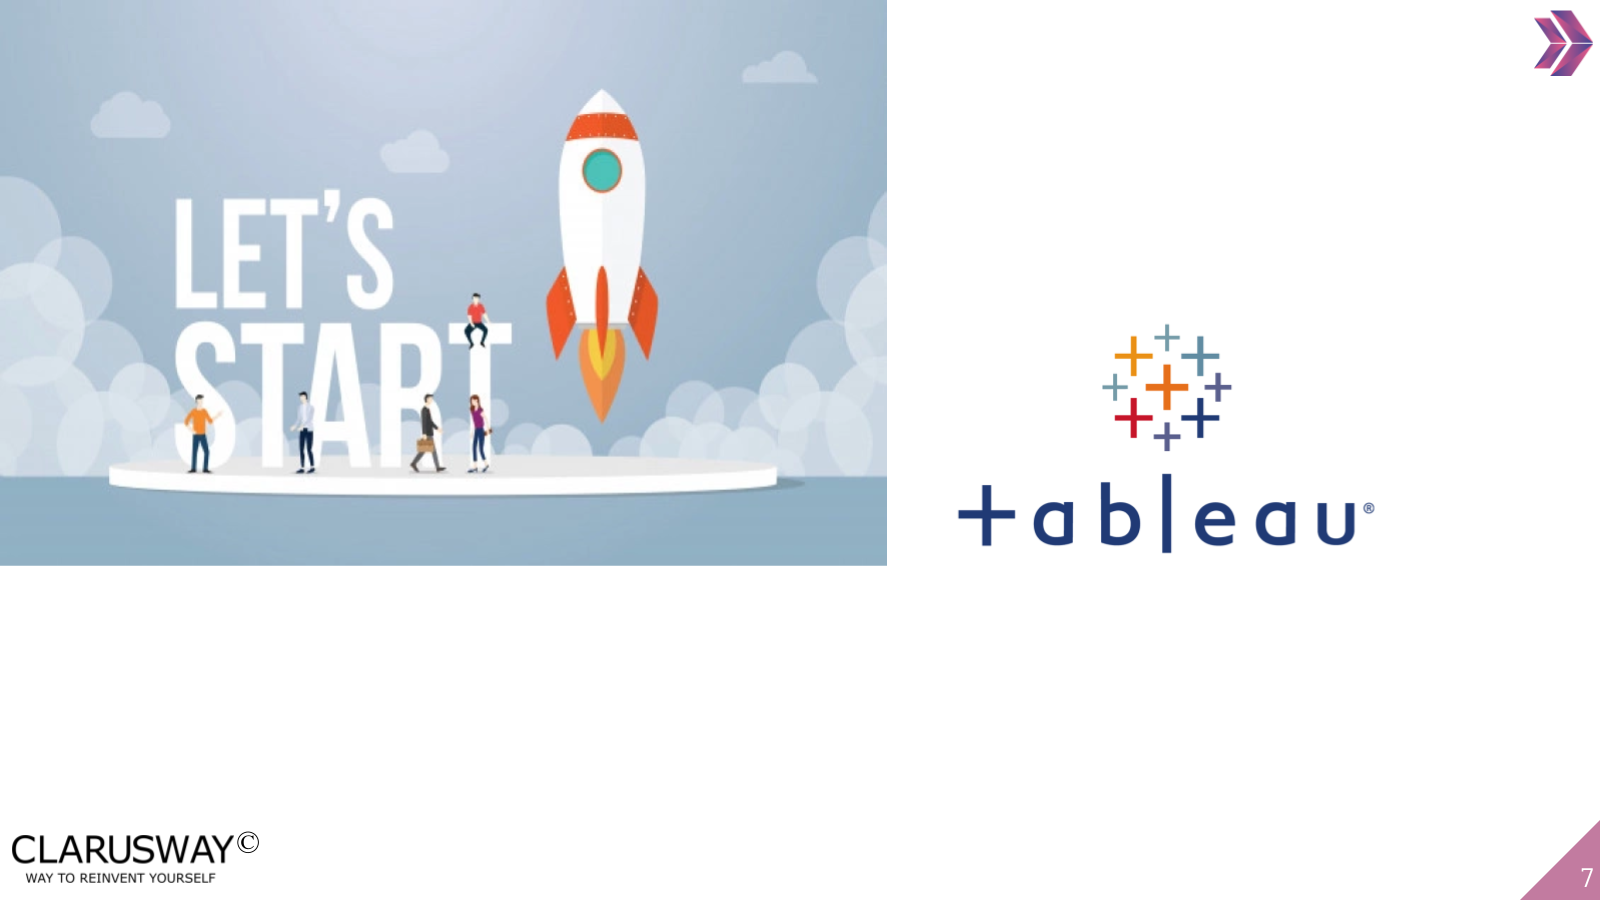 LET'S
START
tableau®
CLARUSWAY©
WAY TO REINVENT YOURSELF
7